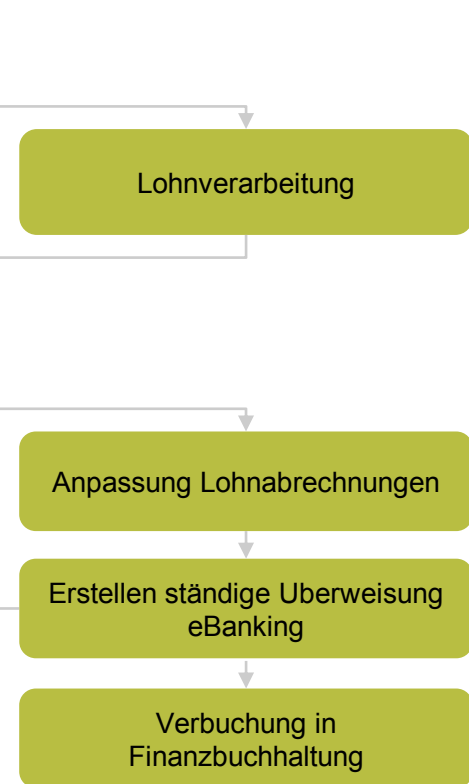 Lohnverarbeitung
Anpassung Lohnabrechnungen
Erstellen ständige Uberweisung
eBanking
Verbuchung in
Finanzbuchhaltung